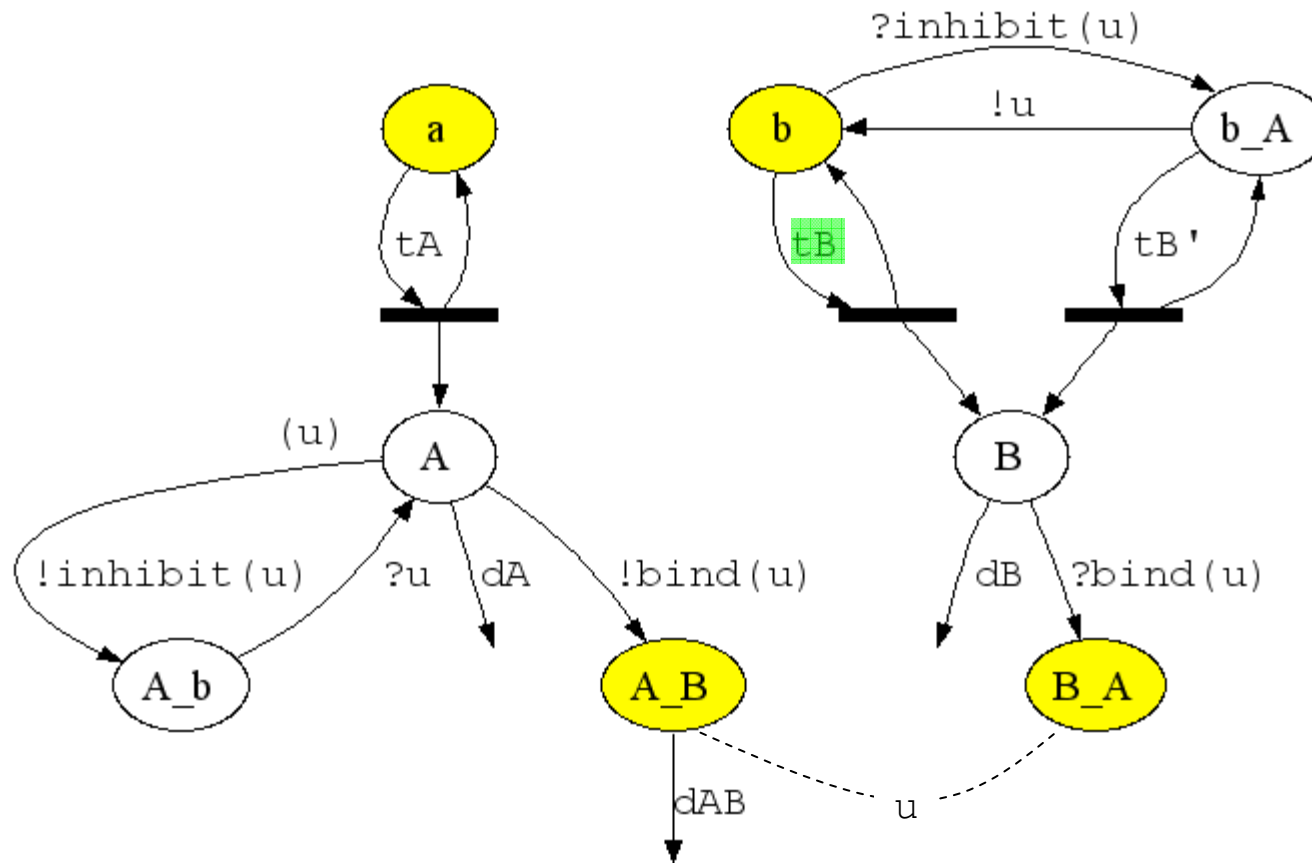 ?inhibit(u)
a
b
!u
b_A
tA
tB
tB'
(u)
A
B
!inhibit(u)
?u
dA
!bind(u)
dB
?bind(u)
A_b
A_B
B_A
dAB
u